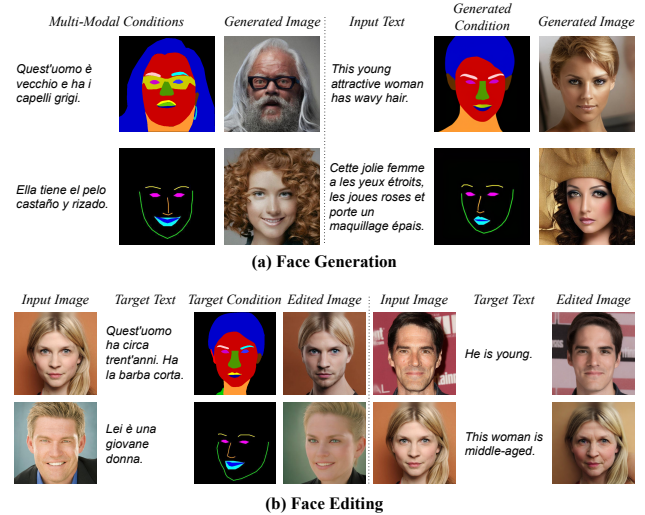 Multi-Modal Conditions Generated Image Input Text Generated Condition Generated Image
Quest'uomo è
vecchio e ha i
capelli grigi.
This young
attractive woman
has wavy hair.
Ella tiene el pelo
castaño y rizado.
Cette jolie femme
a les yeux étroits,
les joues roses et
porte un
maquillage épais.
(a) Face Generation
Input Image Target Text Target Condition Edited Image Input Image Target Text Edited Image
Quest'uomo
ha circa
trent'anni. Ha
la barba corta.
He is young.
Lei è una
giovane
donna.
This woman is
middle-aged.
(b) Face Editing